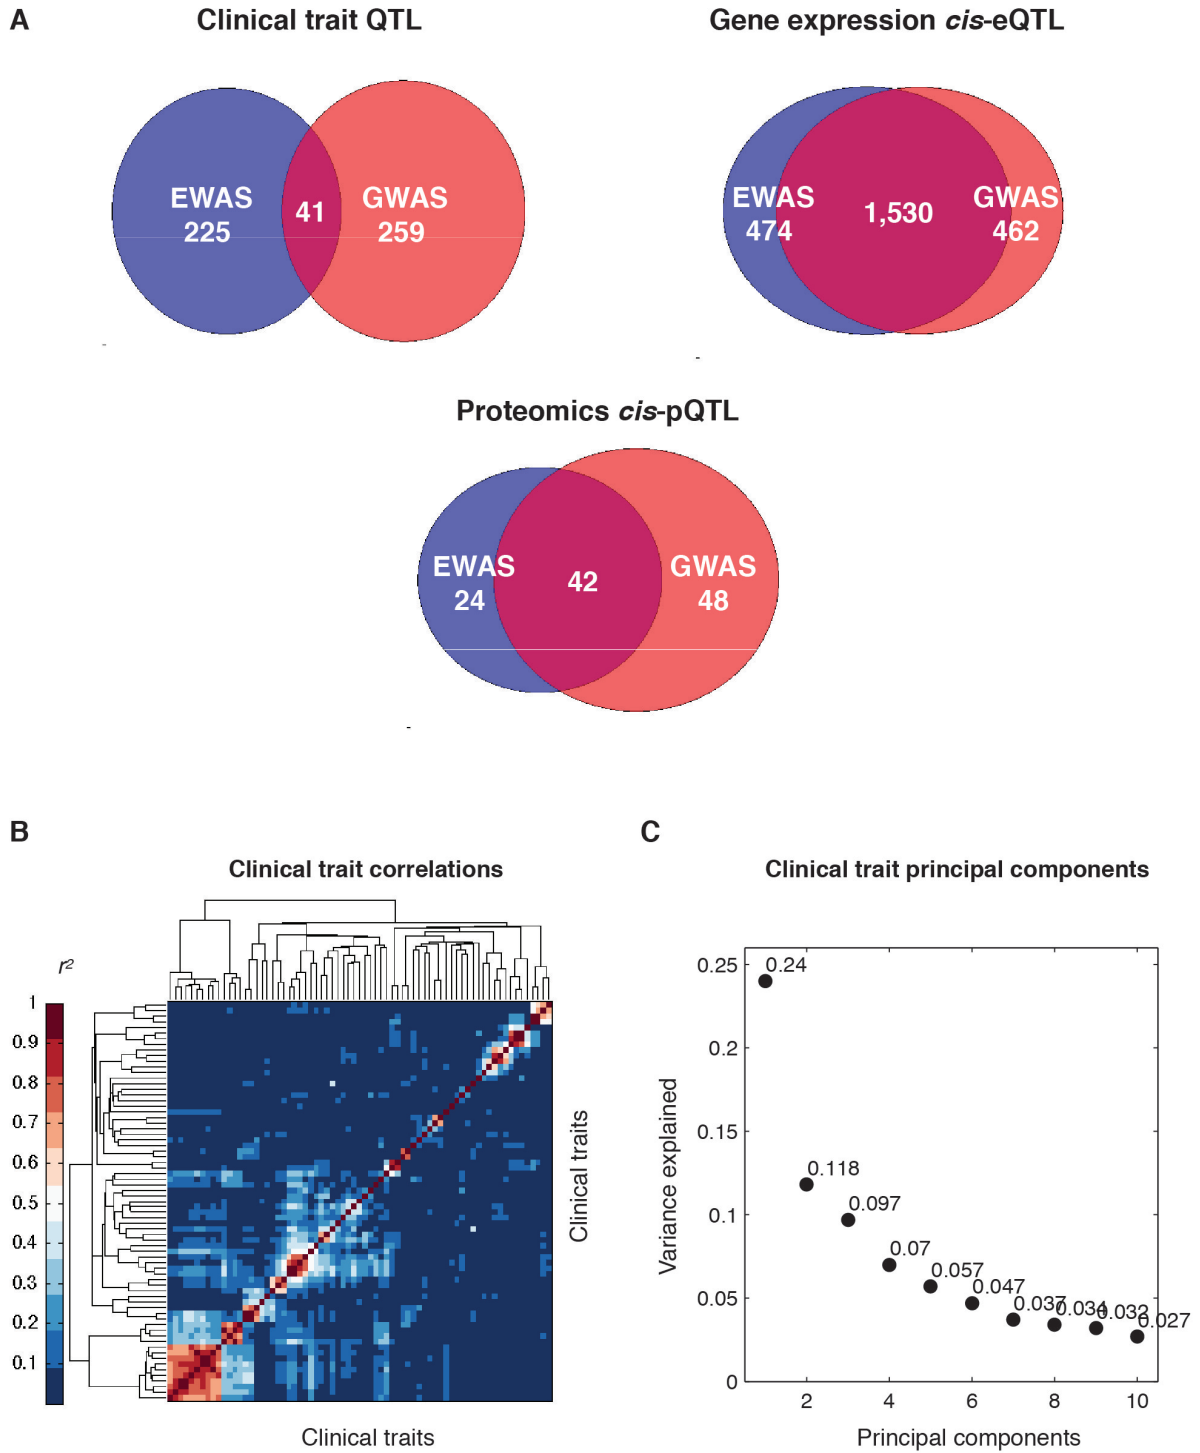 A
Clinical trait QTL
Gene expression cis-eQTL
EWAS
225
41
GWAS
259
EWAS
474
1,530
GWAS
462
Proteomics cis-pQTL
EWAS
24
42
GWAS
48
B
Clinical trait correlations
r2
1
0.9
0.8
0.7
0.6
0.5
0.4
0.3
0.2
0.1
Clinical traits
Clinical traits
C
Clinical trait principal components
0.25
0.2
0.15
0.1
0.05
0
Variance explained
0.24
0.118
0.097
0.07
0.057
0.047
0.037
0.034
0.032
0.027
2
4
6
8
10
Principal components